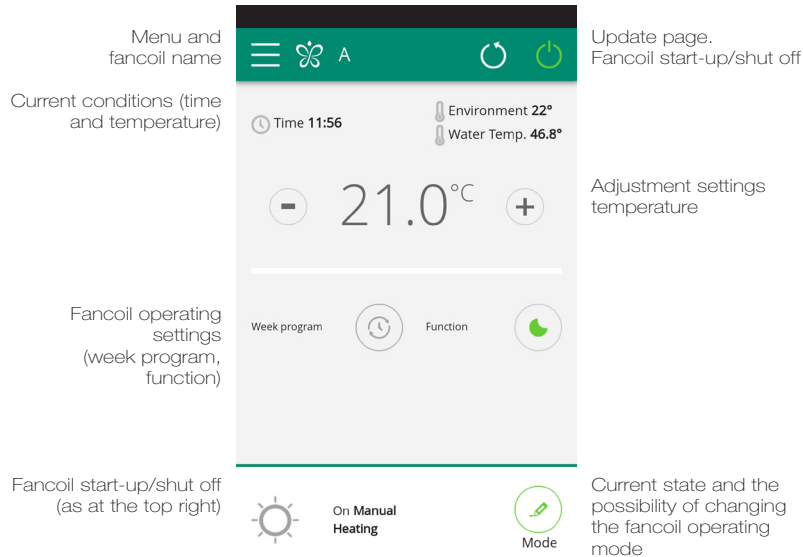 Menu and
fancoil name
A
Update page.
Fancoil start-up/shut off
Current conditions (time
and temperature)
Time 11:56
Environment 22°
Water Temp. 46.8°
- 21.0°C +
Adjustment settings
temperature
Fancoil operating
settings
(week program,
function)
Week program
Function
Fancoil start-up/shut off
(as at the top right)
On Manual
Heating
Mode
Current state and the
possibility of changing
the fancoil operating
mode